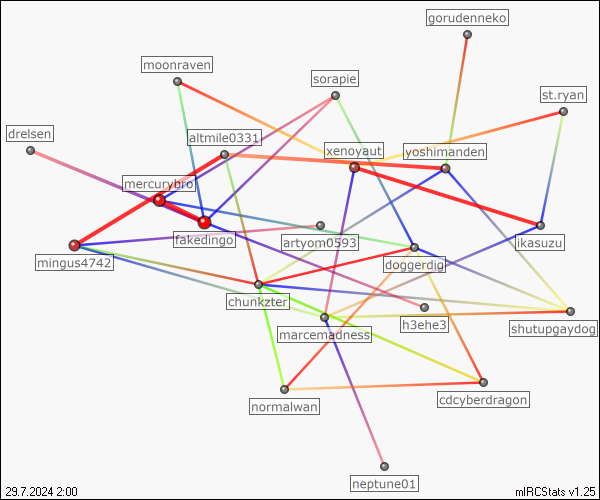 gorudenneko
moonraven
sorapie
st.ryan
drelsen
altmile0331
xenoyaut
yoshimanden
mercurybro
fakedingo
artyom0593
ikasuzu
mingus4742
doggerdig
chunkzter
marcemadness
h3ehe3
shutupgaydog
normalwan
cdcyberdragon
neptune01
29.7.2024 2:00
mIRCStats v1.25